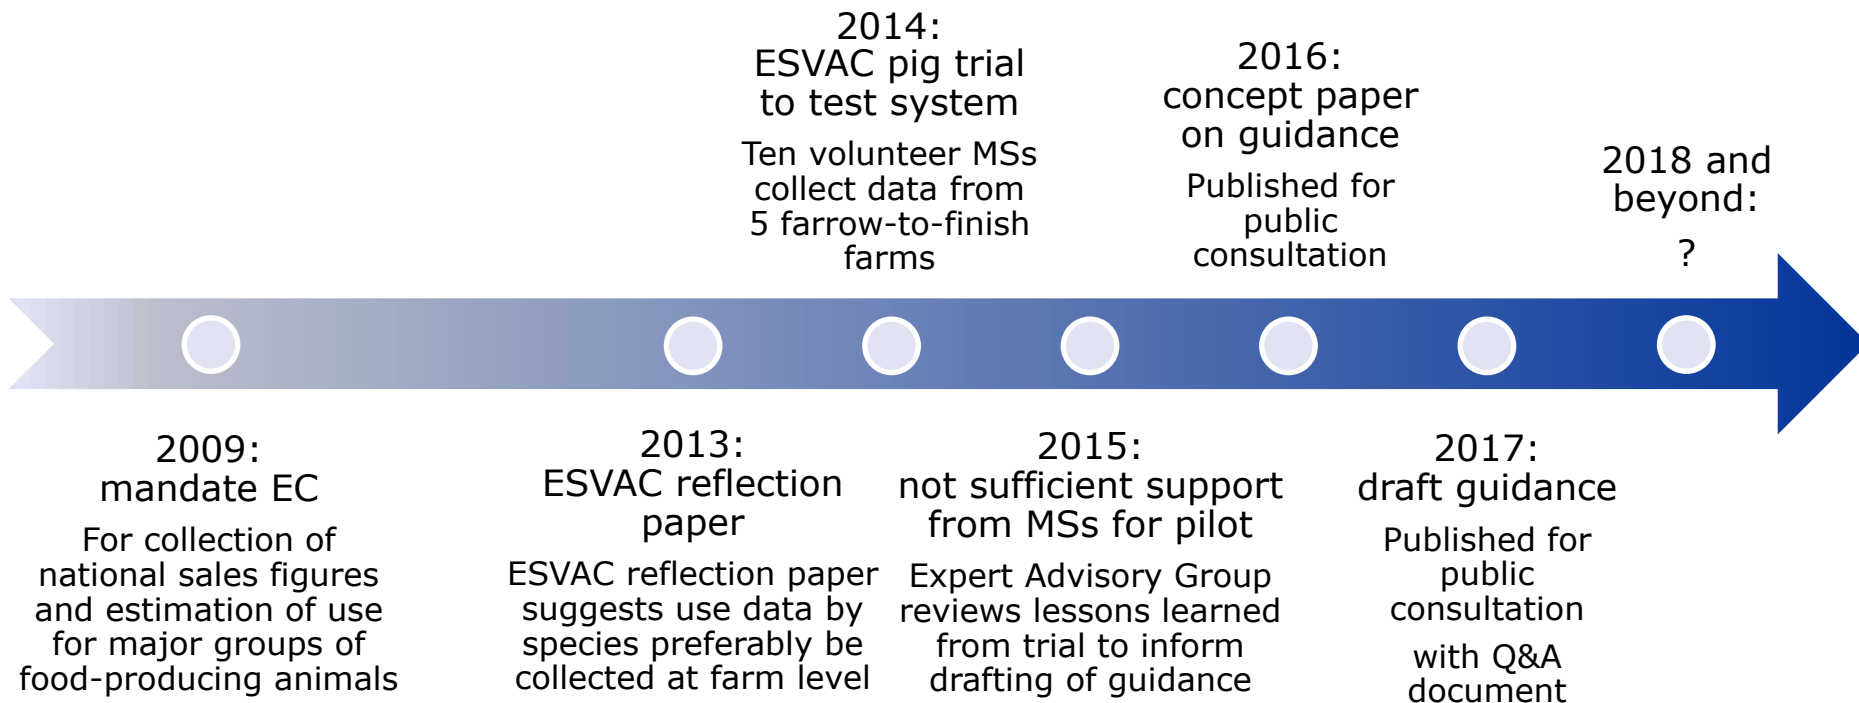 2009:
mandate EC
For collection of
national sales figures
and estimation of use
for major groups of
food-producing animals
2013:
ESVAC reflection
paper
ESVAC reflection paper
suggests use data by
species preferably be
collected at farm level
2014:
ESVAC pig trial
to test system
Ten volunteer MSs
collect data from
5 farrow-to-finish
farms
2015:
not sufficient support
from MSs for pilot
Expert Advisory Group
reviews lessons learned
from trial to inform
drafting of guidance
2016:
concept paper
on guidance
Published for
public
consultation
2017:
draft guidance
Published for
public
consultation
with Q&A
document
2018 and
beyond:
?